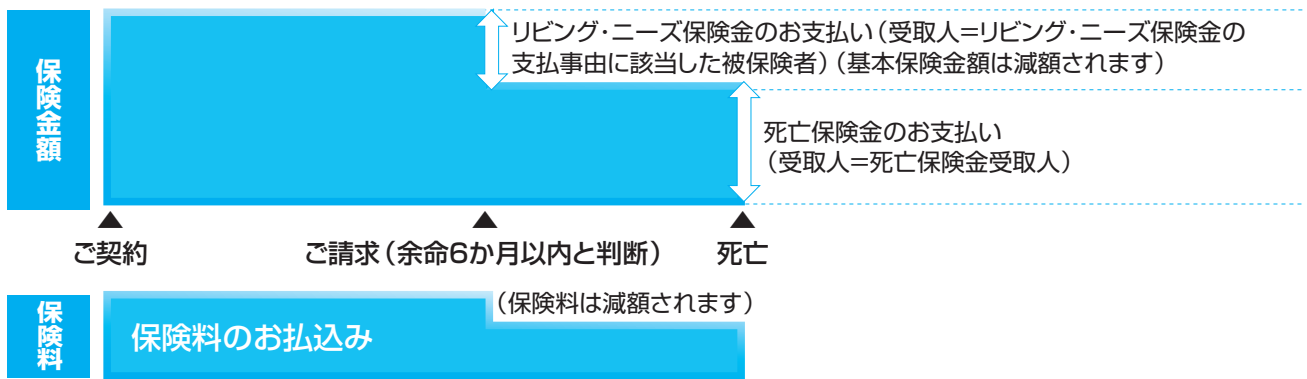 保険金額
リビング・ニーズ保険金のお支払い（受取人＝リビング・ニーズ保険金の
支払事由に該当した被保険者）（基本保険金額は減額されます）
死亡保険金のお支払い
（受取人＝死亡保険金受取人）
ご契約
ご請求（余命6か月以内と判断）
死亡
保険料
（保険料は減額されます）
保険料のお払込み